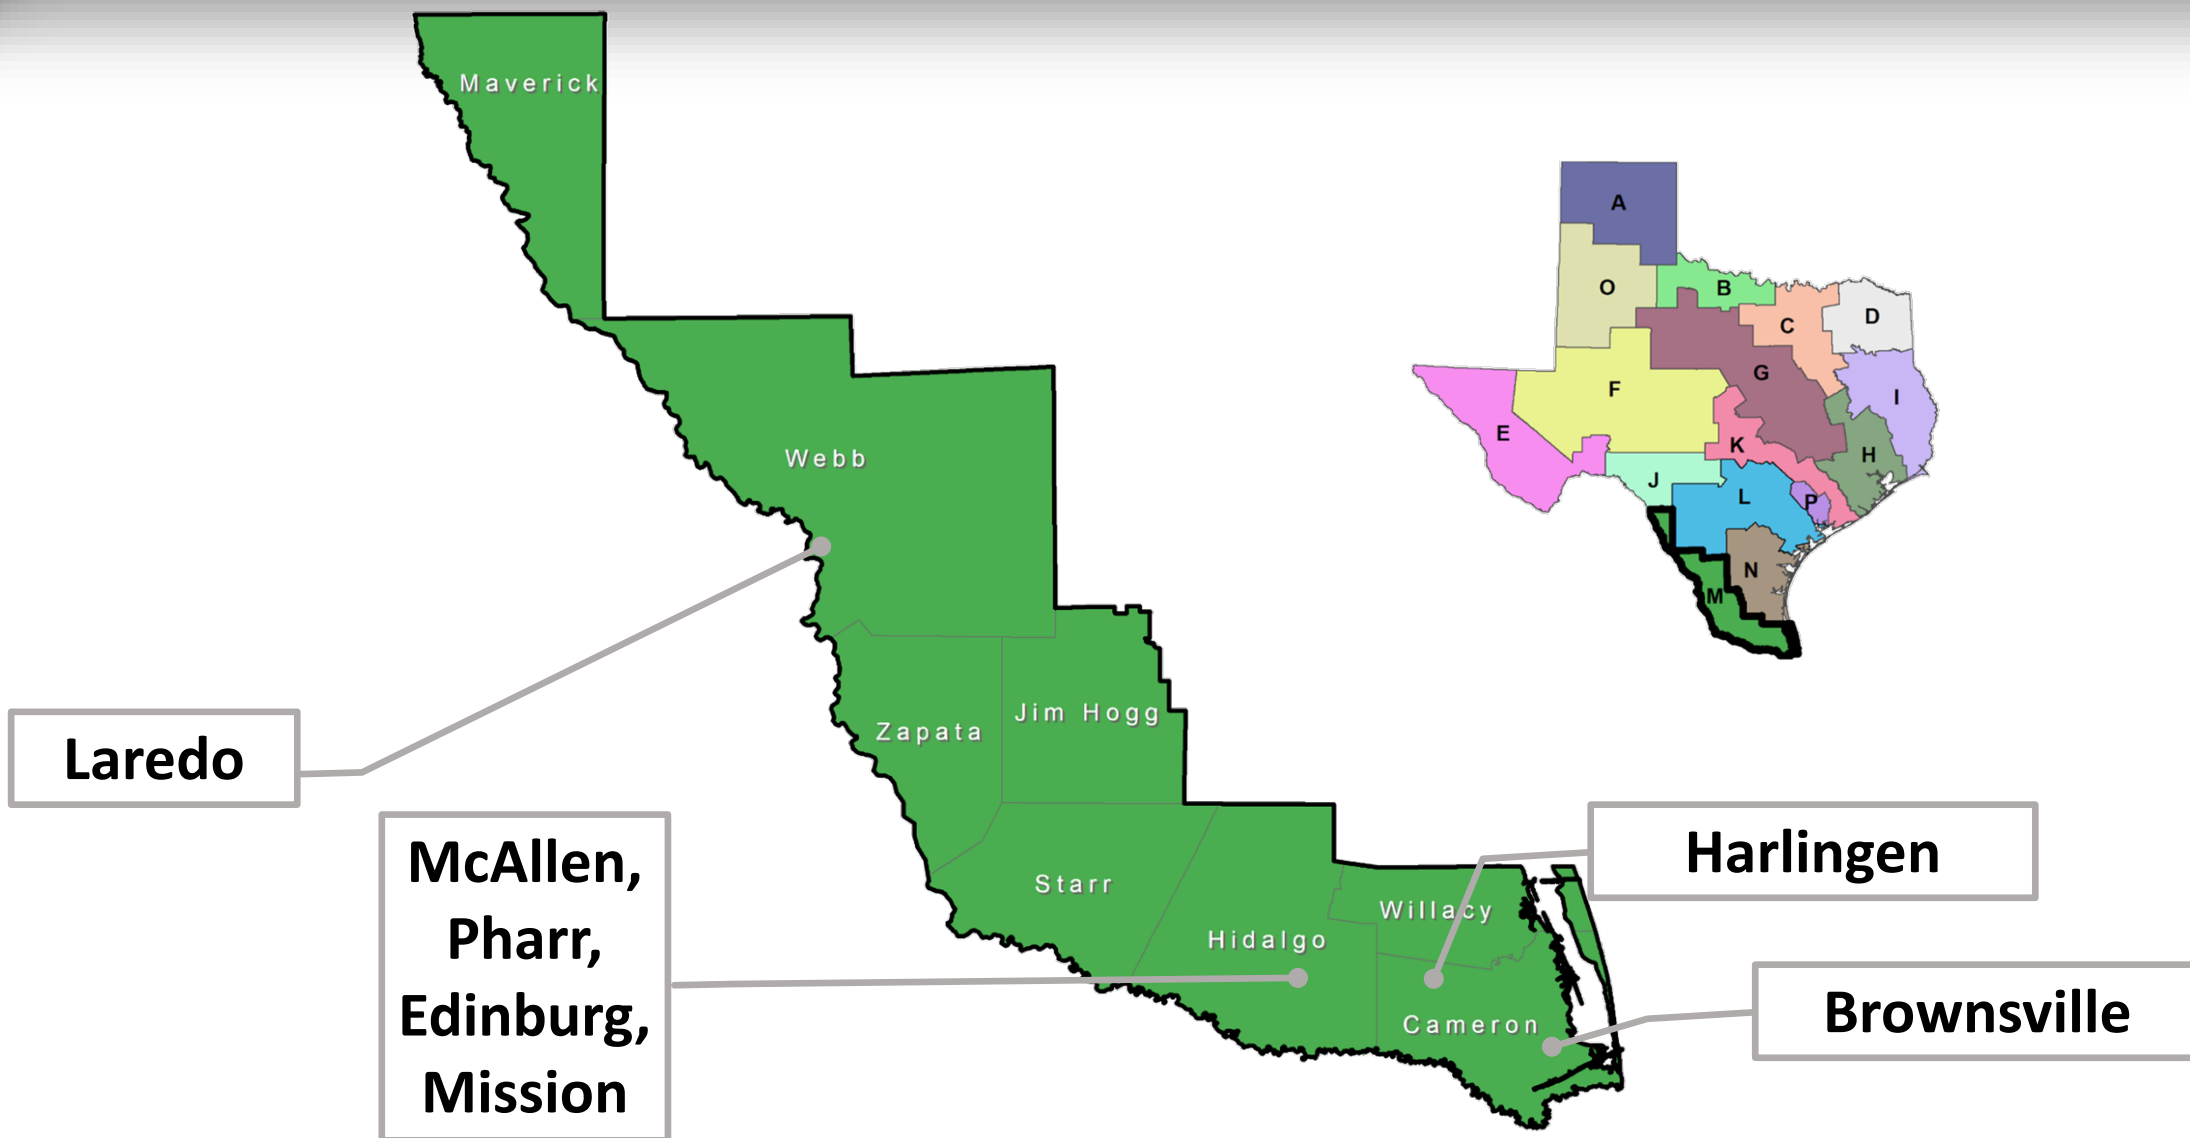 Maverick
Webb
Zapata
Jim Hogg
Starr
Hidalgo
Willacy
Cameron
Laredo
McAllen,
Pharr,
Edinburg,
Mission
Harlingen
Brownsville
A
O
B
C
D
G
F
I
E
K
H
J
L
P
N
M